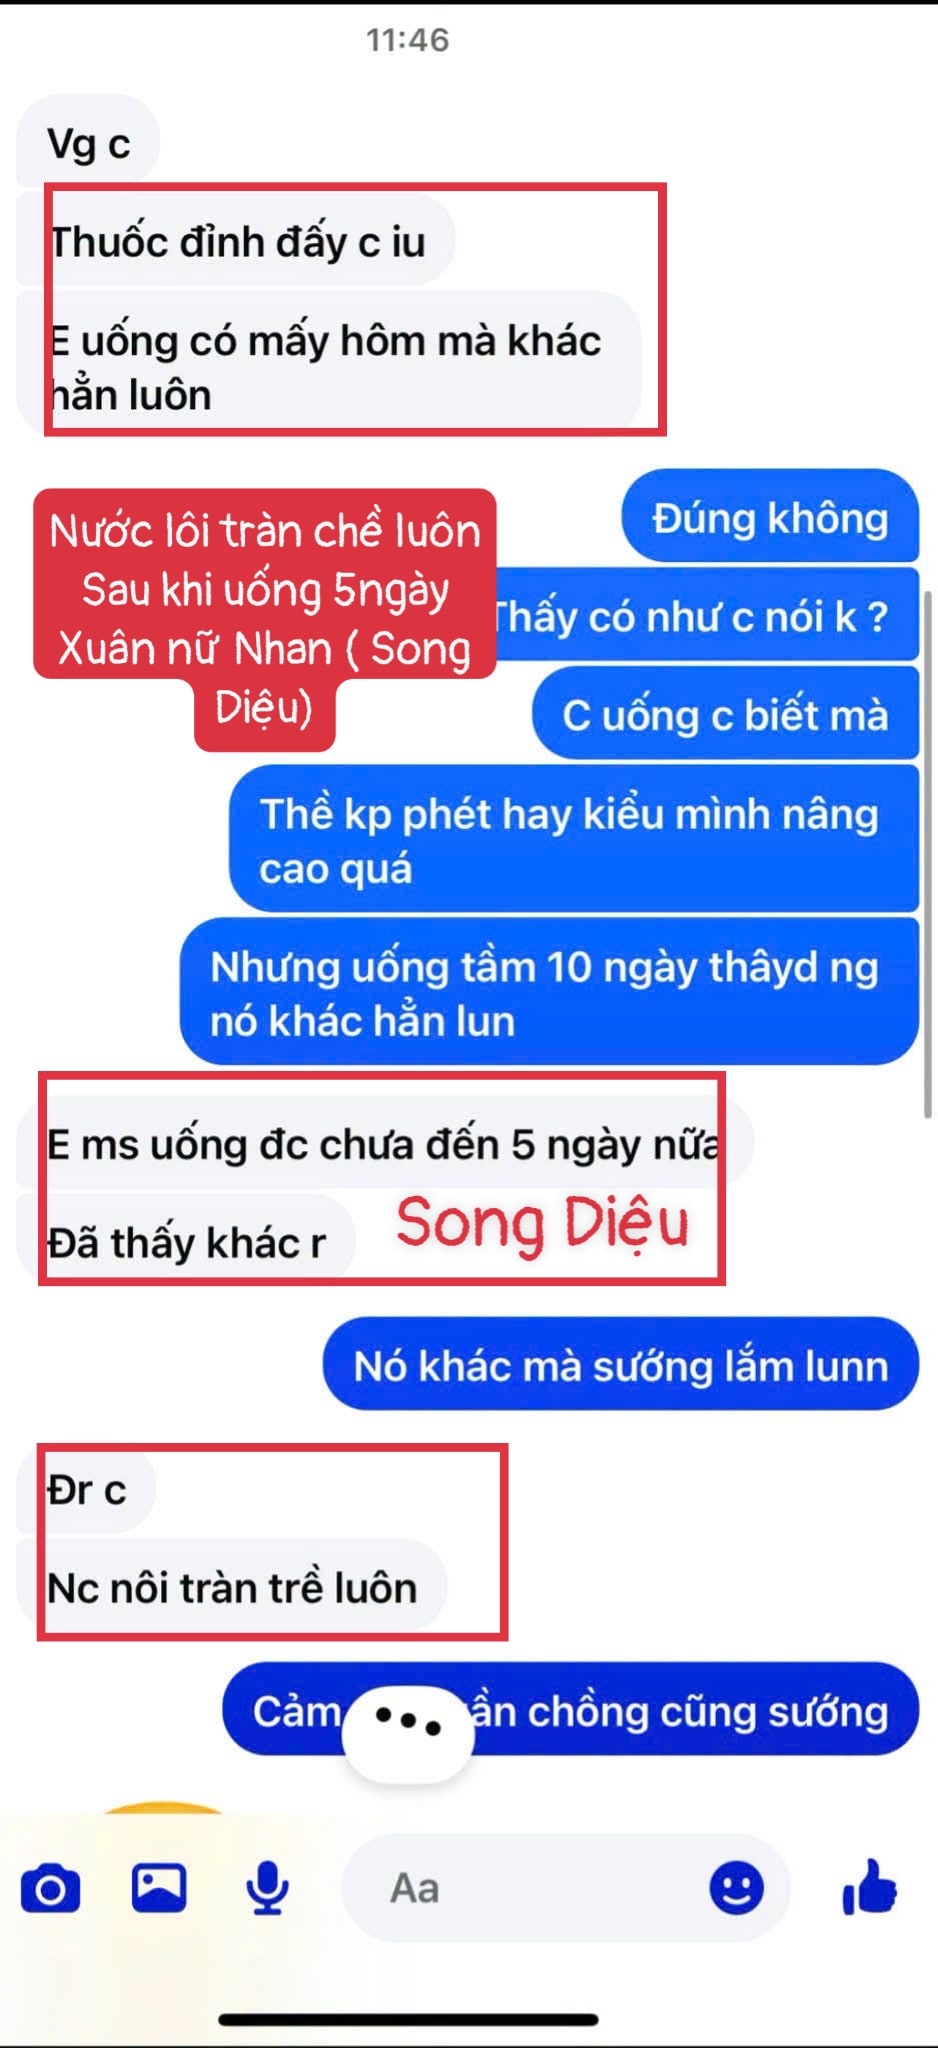 11:46
Vg c
Thuốc đỉnh đấy c iu
E uống có mấy hôm mà khác
hẳn luôn
Đúng không
Nước lôi tràn chề luôn
Sau khi uống 5ngày
Xuân nữ Nhan ( Song
Diệu)
Thấy có như c nói k ?
C uống c biết mà
Thề kp phét hay kiểu mình nâng
cao quá
Nhưng uống tầm 10 ngày thâyd ng
nó khác hẳn lun
E ms uống đc chưa đến 5 ngày nữa
Đã thấy khác r
Song Diệu
Nó khác mà sướng lắm lunn
Đr c
Nc nôi tràn trề luôn
Cảm chồng cũng sướng
Aa